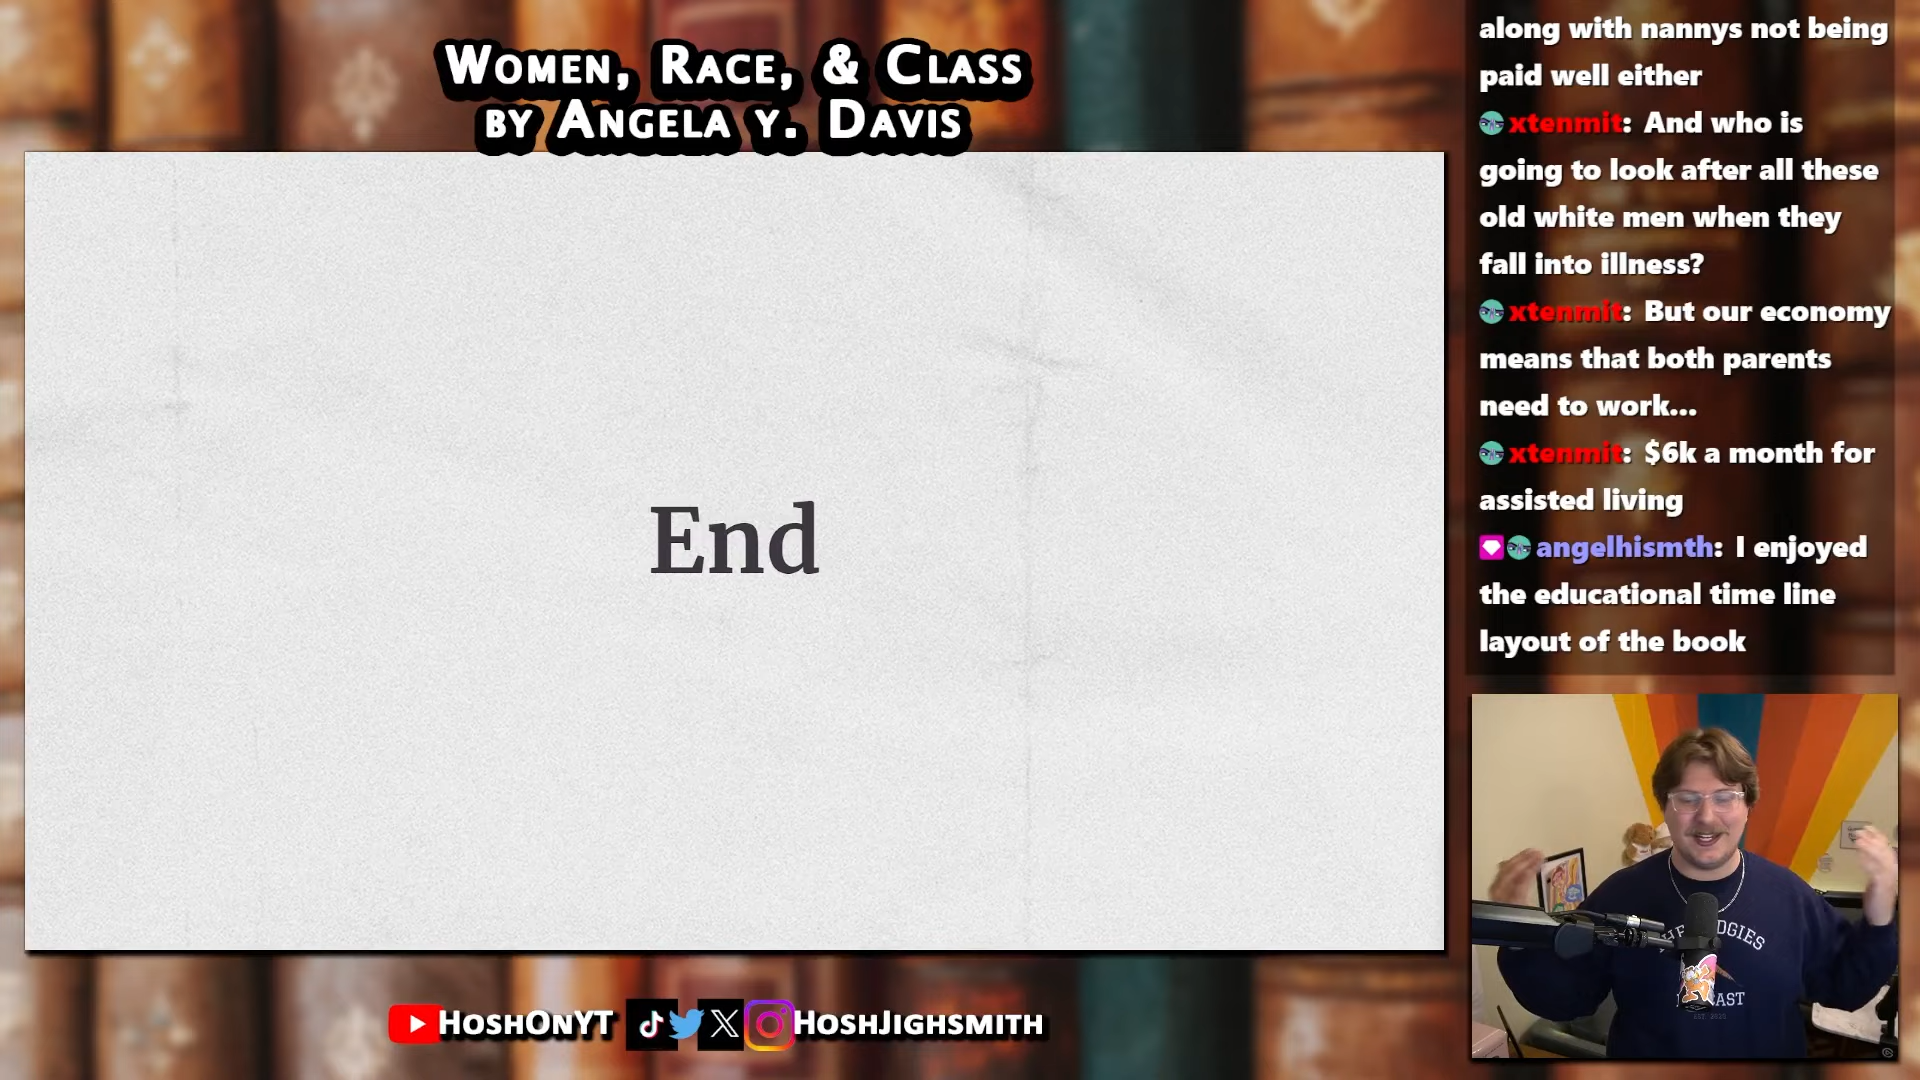 Women, Race, & Class
by Angela y. Davis
End
along with nannys not being
paid well either
xtenmit: And who is
going to look after all these
old white men when they
fall into illness?
xtenmit: But our economy
means that both parents
need to work...
xtenmit: $6k a month for
assisted living
angelhismth: I enjoyed
the educational time line
layout of the book
HoshOnYT
HoshJighsmith